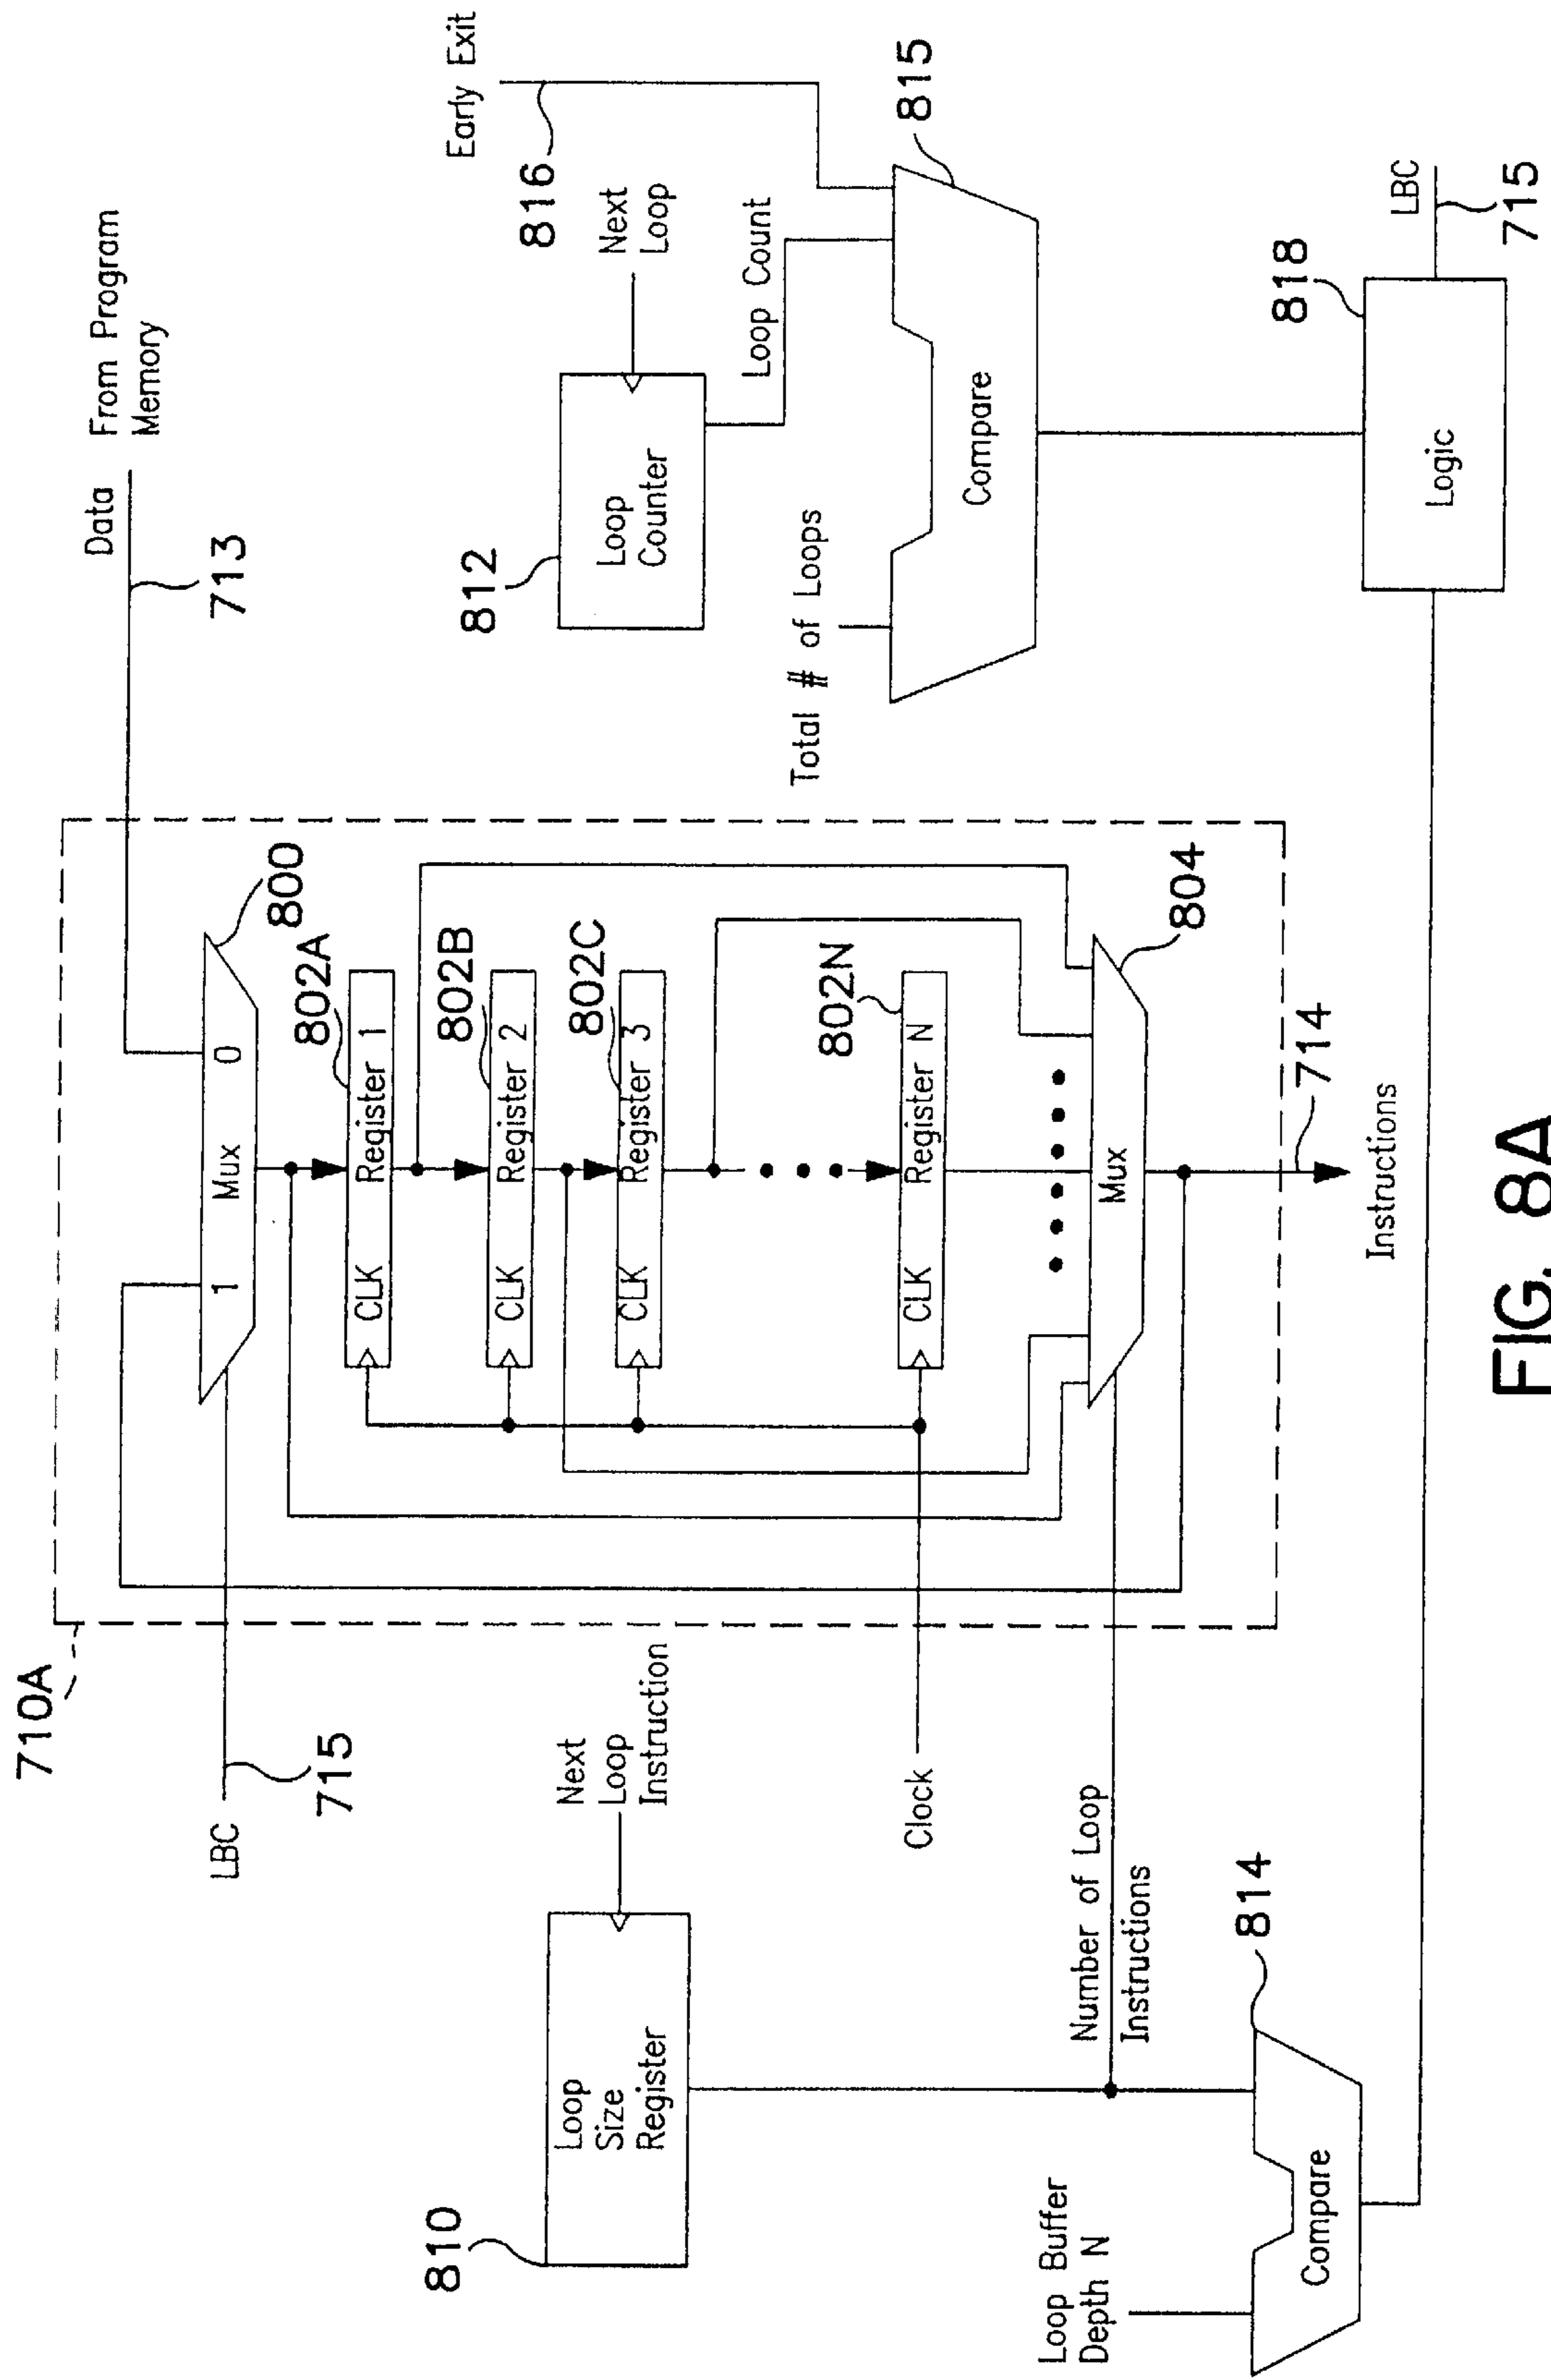 710A
LBC
715
Data
From Program
Memory
713
1
Mux
0
800
CLK
Register 1
802A
CLK
Register 2
802B
CLK
Register 3
802C
CLK
Register N
802N
Mux
804
714
Instructions
Clock
810
Loop
Size
Register
Next
Loop
Instruction
Number of Loop
Instructions
Loop Buffer
Depth N
Compare
814
812
Loop
Counter
Next
Loop
Early Exit
816
Loop Count
Total # of Loops
Compare
815
818
Logic
LBC
715
FIG. 8A